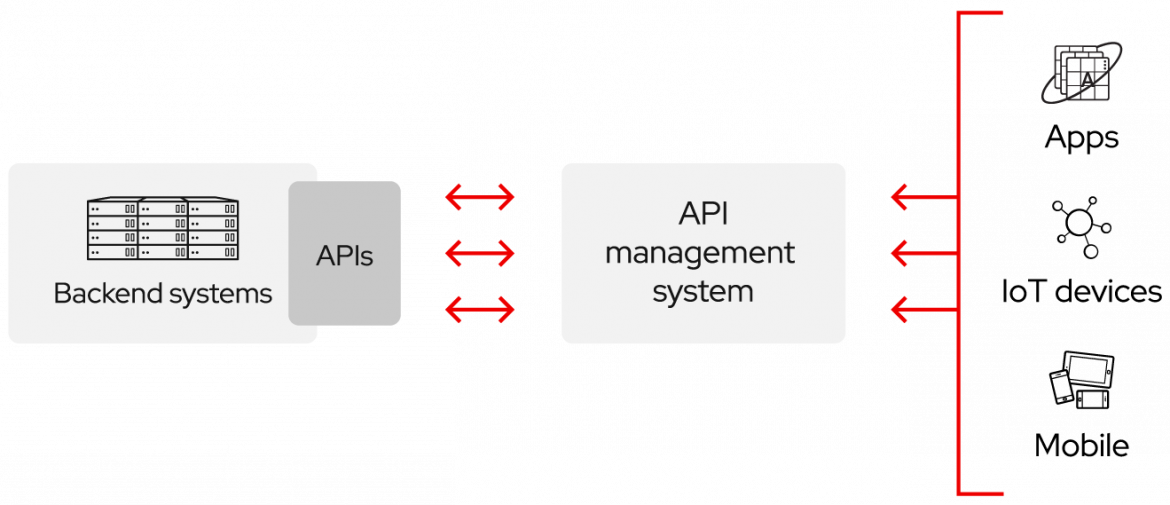 Backend systems
APIs
API
management
system
A
Apps
IoT devices
Mobile